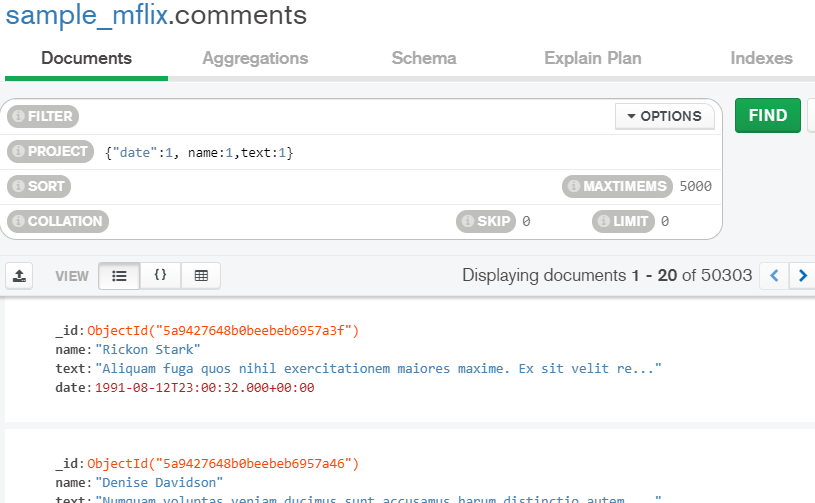 sample_mflix.comments
Documents Aggregations Schema Explain Plan Indexes
FILTER OPTIONS FIND
PROJECT {"date":1, name:1,text:1}
SORT MAXTIMEMS 5000
COLLATION SKIP 0 LIMIT 0
VIEW {} Displaying documents 1 - 20 of 50303
_id:ObjectId("5a9427648b0beebeb6957a3f")
name:"Rickon Stark"
text:"Aliquam fuga quos nihil exercitationem maiores maxime. Ex sit velit re..."
date:1991-08-12T23:00:32.000+00:00
_id:ObjectId("5a9427648b0beebeb6957a46")
name:"Denise Davidson"
text:"Numquam voluptas veniam ducimus sunt accusamus harum distinctio autem. ..."